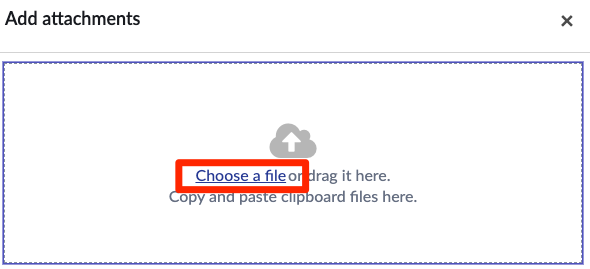 Add attachments
Choose a file or drag it here.
Copy and paste clipboard files here.